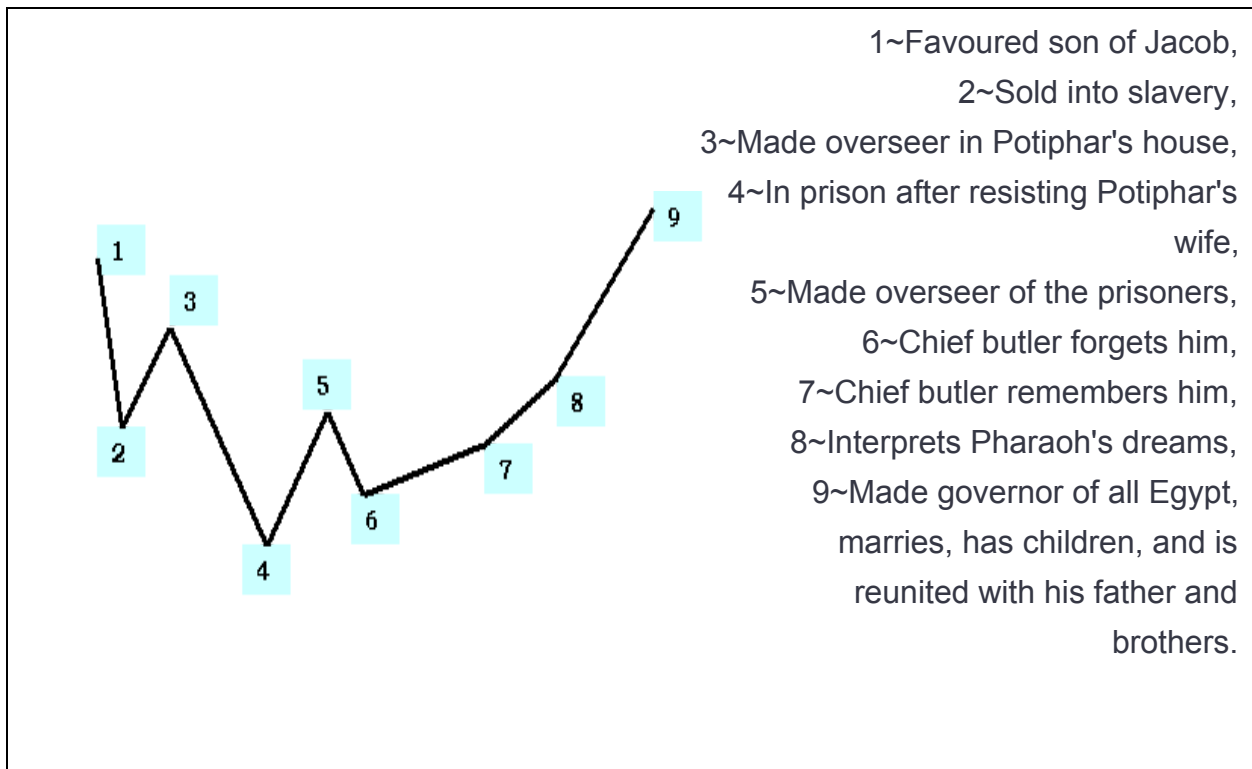 1~Favoured son of Jacob,
2~Sold into slavery,
3~Made overseer in Potiphar's house,
4~In prison after resisting Potiphar's
wife,
5~Made overseer of the prisoners,
6~Chief butler forgets him,
7~Chief butler remembers him,
8~Interprets Pharaoh's dreams,
9~Made governor of all Egypt,
marries, has children, and is
reunited with his father and
brothers.
1
2
3
4
5
6
7
8
9